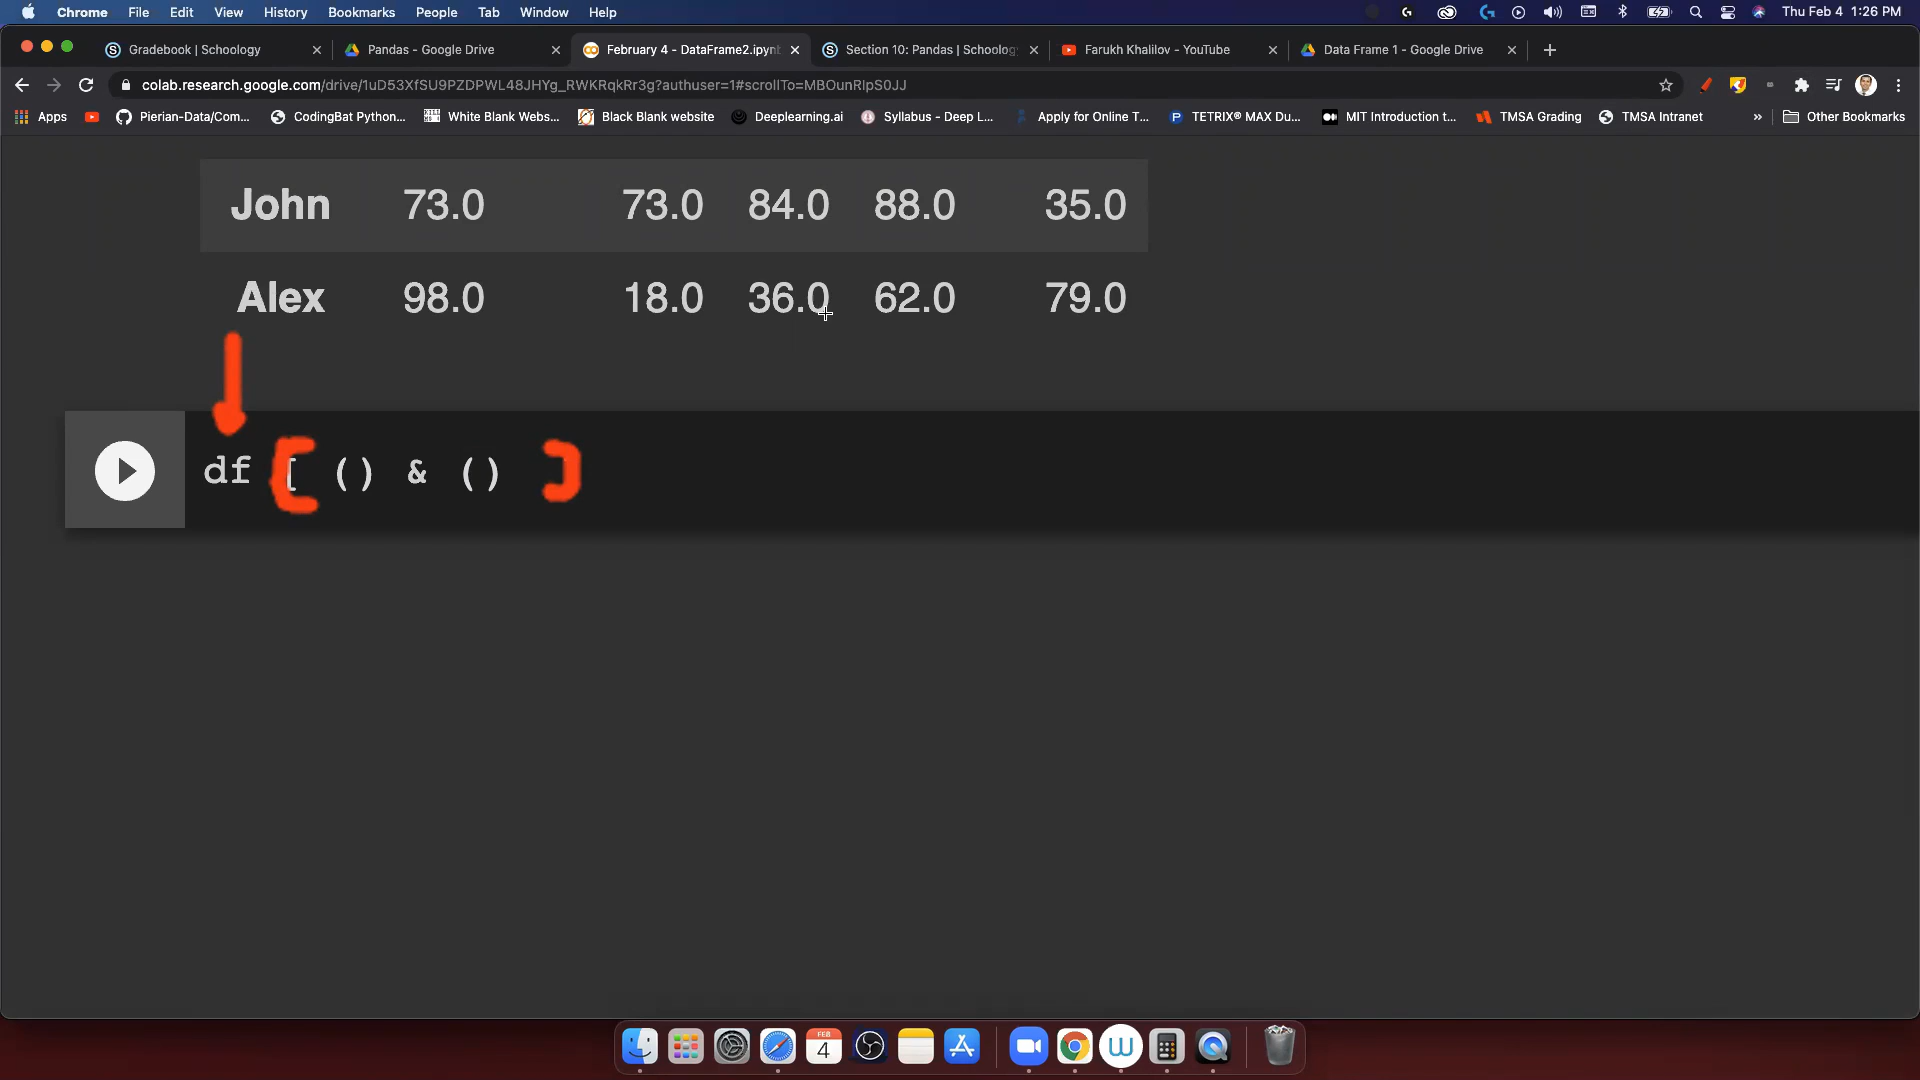 Chrome File Edit View History Bookmarks People Tab Window Help Thu Feb 4 1:26 PM
Gradebook | Schoology Pandas - Google Drive February 4 - DataFrame2.ipynb Section 10: Pandas | Schoolog Farukh Khalilov - YouTube Data Frame 1 - Google Drive
colab.research.google.com/drive/1uD53XfSU9PZDPWL48JHYg_RWKRqkRr3g?authuser=1#scrollTo=MBOunRlpS0JJ
Apps Pierian-Data/Com... CodingBat Python... White Blank Webs... Black Blank website Deeplearning.ai Syllabus - Deep L... Apply for Online T... TETRIX® MAX Du... MIT Introduction t... TMSA Grading TMSA Intranet » Other Bookmarks
John 73.0 73.0 84.0 88.0 35.0
Alex 98.0 18.0 36.0 62.0 79.0
df [ () & () ]
FEB
4